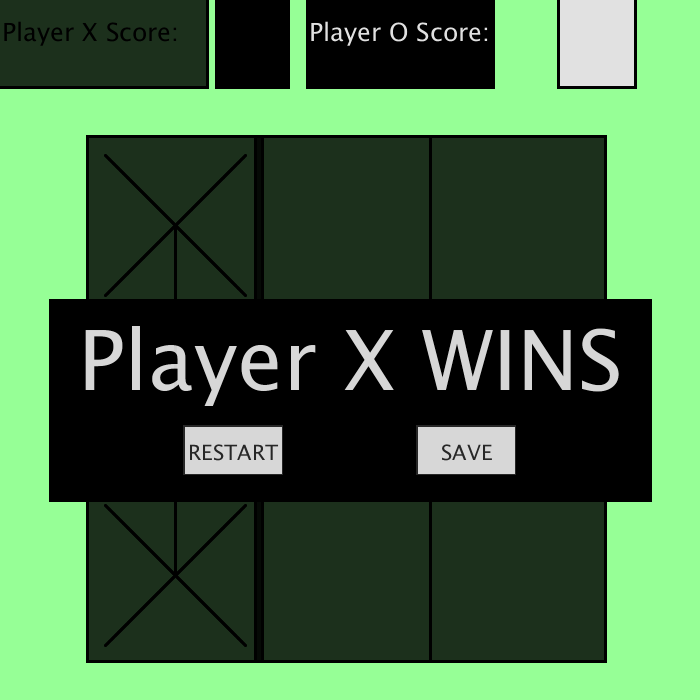 Player X Score:
Player O Score:
Player X WINS
RESTART
SAVE